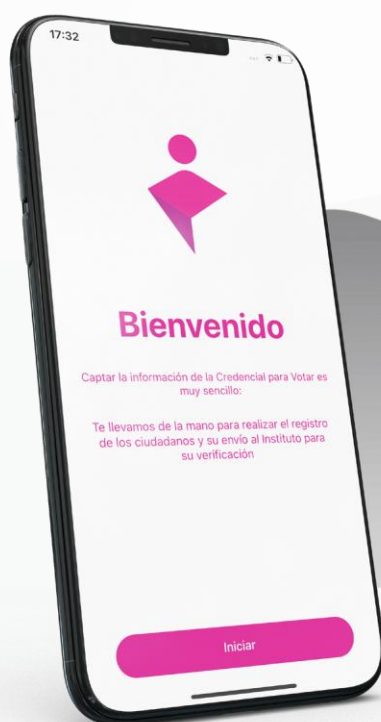 17:32
Bienvenido
Captar la información de la Credencial para Votar es
muy sencillo:
Te llevamos de la mano para realizar el registro
de los ciudadanos y su envío al Instituto para
su verificación
Iniciar